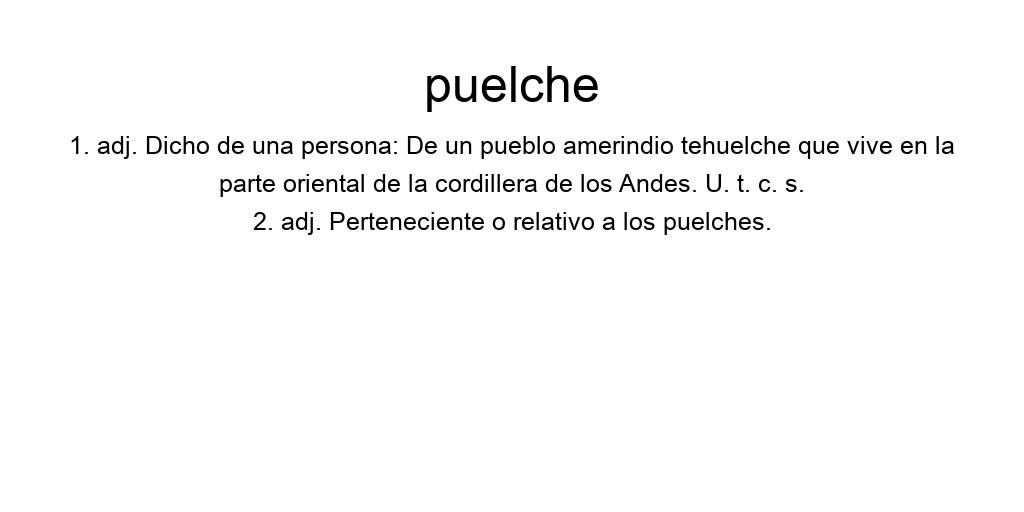 puelche
1. adj. Dicho de una persona: De un pueblo amerindio tehuelche que vive en la
parte oriental de la cordillera de los Andes. U. t. c. s.
2. adj. Perteneciente o relativo a los puelches.